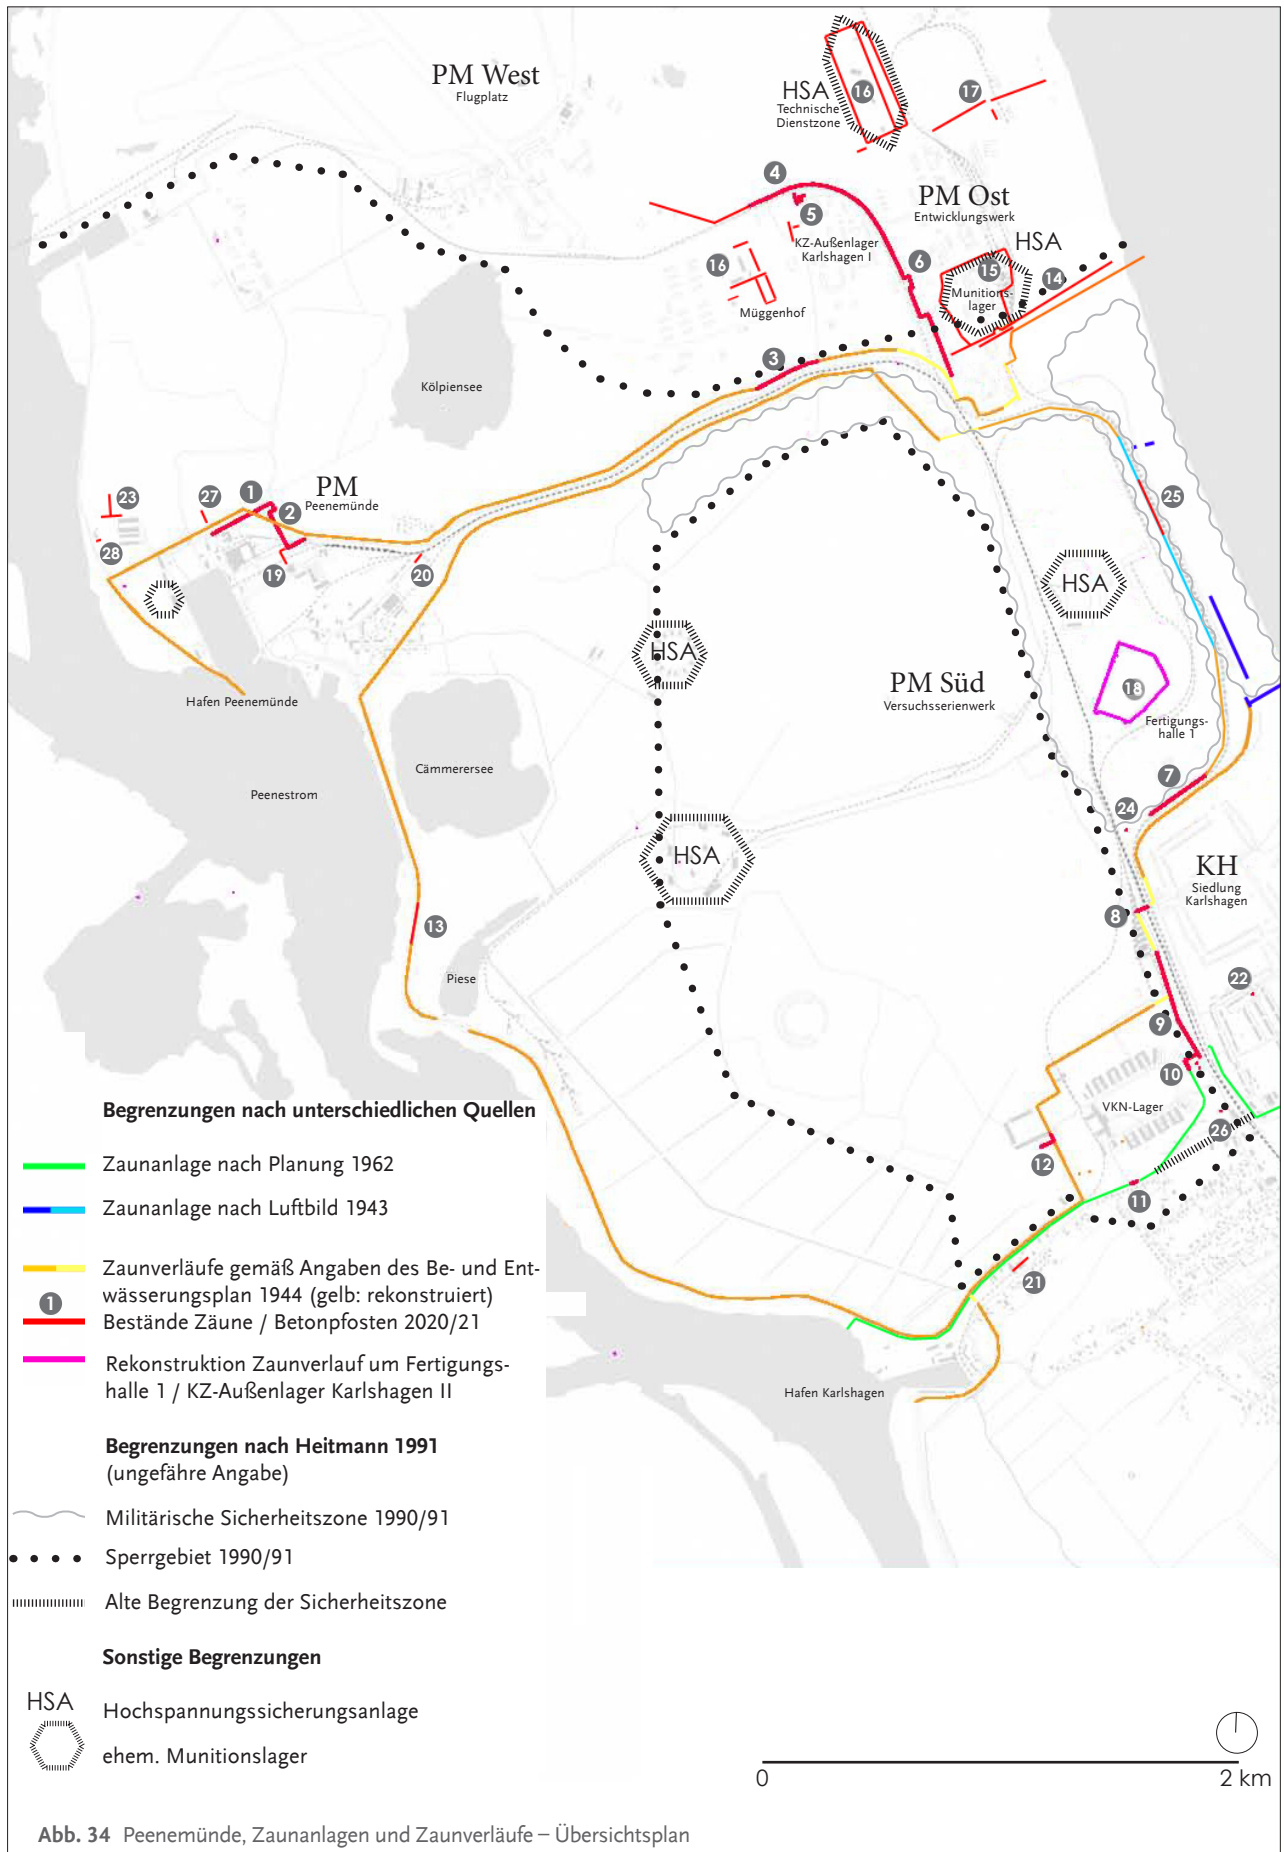 PM West
Flugplatz
HSA
Technische
Dienstzone
16
17
4
5
KZ-Außenlager
Karlshagen I
PM Ost
Entwicklungswerk
HSA
6
15
14
Munitions-
lager
16
Müggenhof
3
Kölpiensee
PM
Peenemünde
23
27
1
2
28
19
20
25
HSA
HSA
PM Süd
Versuchsserienwerk
18
Fertigungs-
halle 1
Hafen Peenemünde
Cämmerersee
Peenestrom
7
24
HSA
KH
Siedlung
Karlshagen
8
13
Piese
22
9
10
VKN-Lager
26
12
11
21
Hafen Karlshagen
Begrenzungen nach unterschiedlichen Quellen
Zaunanlage nach Planung 1962
Zaunanlage nach Luftbild 1943
Zaunverläufe gemäß Angaben des Be- und Ent-
wässerungsplan 1944 (gelb: rekonstruiert)
1
Bestände Zäune / Betonpfosten 2020/21
Rekonstruktion Zaunverlauf um Fertigungs-
halle 1 / KZ-Außenlager Karlshagen II
Begrenzungen nach Heitmann 1991
(ungefähre Angabe)
Militärische Sicherheitszone 1990/91
Sperrgebiet 1990/91
Alte Begrenzung der Sicherheitszone
Sonstige Begrenzungen
HSA
Hochspannungssicherungsanlage
ehem. Munitionslager
0
2 km
Abb. 34 Peenemünde, Zaunanlagen und Zaunverläufe – Übersichtsplan